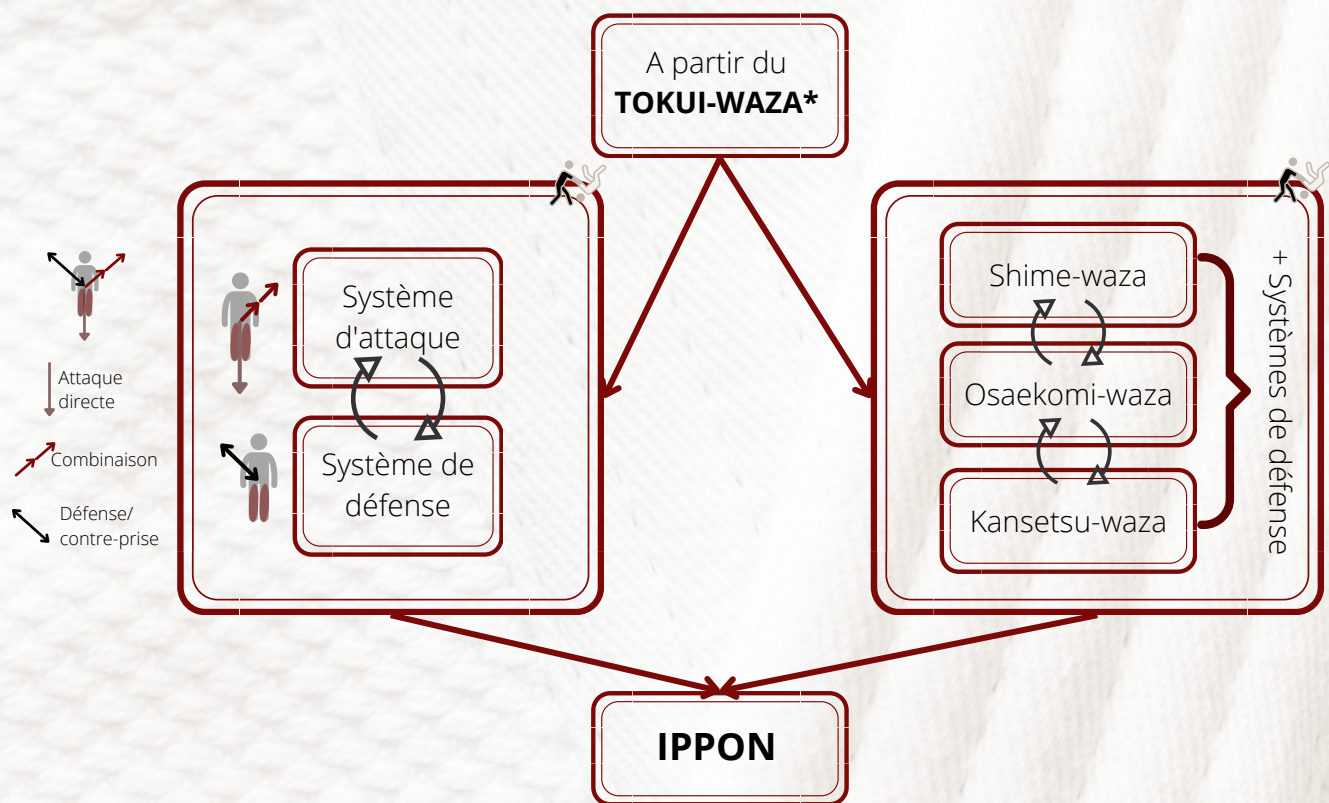 A partir du
TOKUI-WAZA*
Attaque
directe
Combinaison
Défense/
contre-prise
Système
d'attaque
Système de
défense
Shime-waza
Osaekomi-waza
Kansetsu-waza
+ Systèmes de défense
IPPON